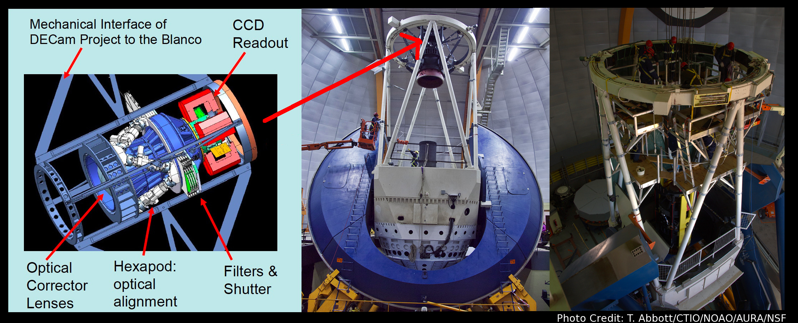 Mechanical Interface of
DECam Project to the Blanco
CCD
Readout
Optical
Corrector
Lenses
Hexapod:
optical
alignment
Filters &
Shutter
Photo Credit: T. Abbott/CTIO/NOAO/AURA/NSF